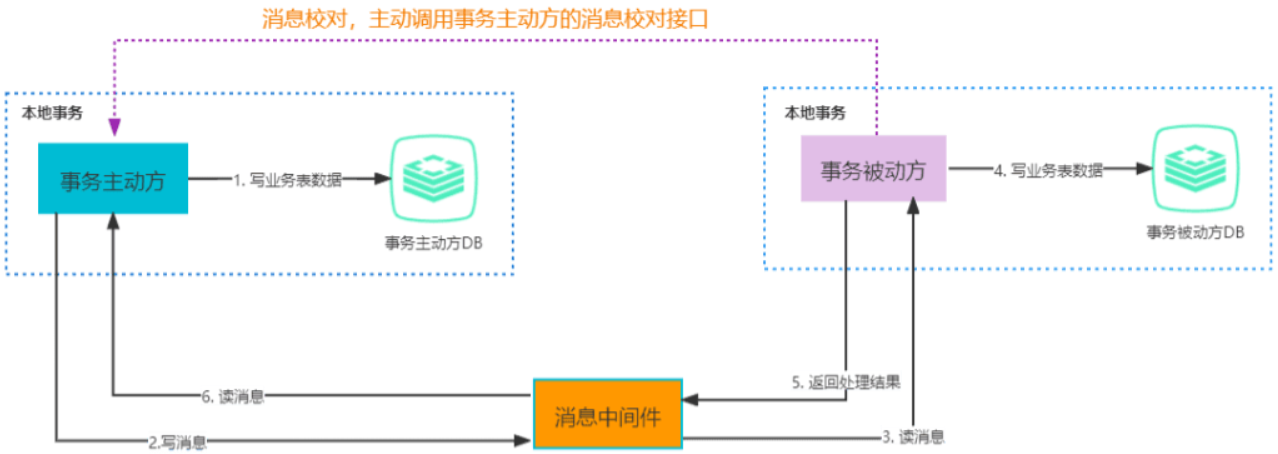 消息校对，主动调用事务主动方的消息校对接口
本地事务
本地事务
事务主动方
1. 写业务表数据
事务主动方DB
事务被动方
4. 写业务表数据
事务被动方DB
5. 返回处理结果
6. 读消息
消息中间件
2.写消息
3. 读消息